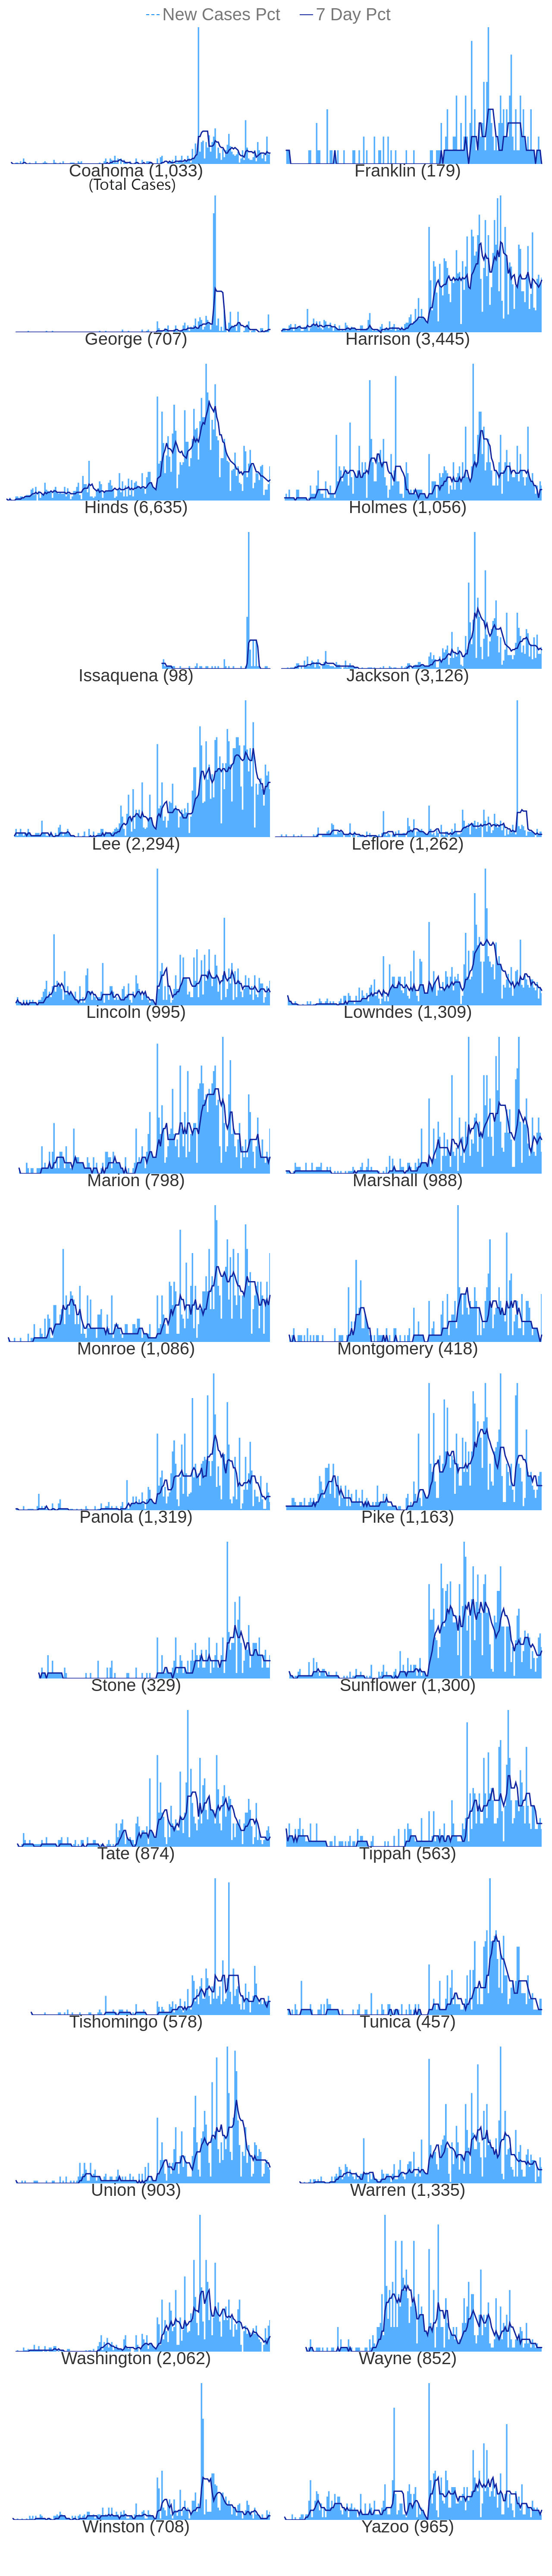 New Cases Pct 7 Day Pct
Coahoma (1,033) Franklin (179)
(Total Cases)
George (707) Harrison (3,445)
Hinds (6,635) Holmes (1,056)
Issaquena (98) Jackson (3,126)
Lee (2,294) Leflore (1,262)
Lincoln (995) Lowndes (1,309)
Marion (798) Marshall (988)
Monroe (1,086) Montgomery (418)
Panola (1,319) Pike (1,163)
Stone (329) Sunflower (1,300)
Tate (874) Tippah (563)
Tishomingo (578) Tunica (457)
Union (903) Warren (1,335)
Washington (2,062) Wayne (852)
Winston (708) Yazoo (965)